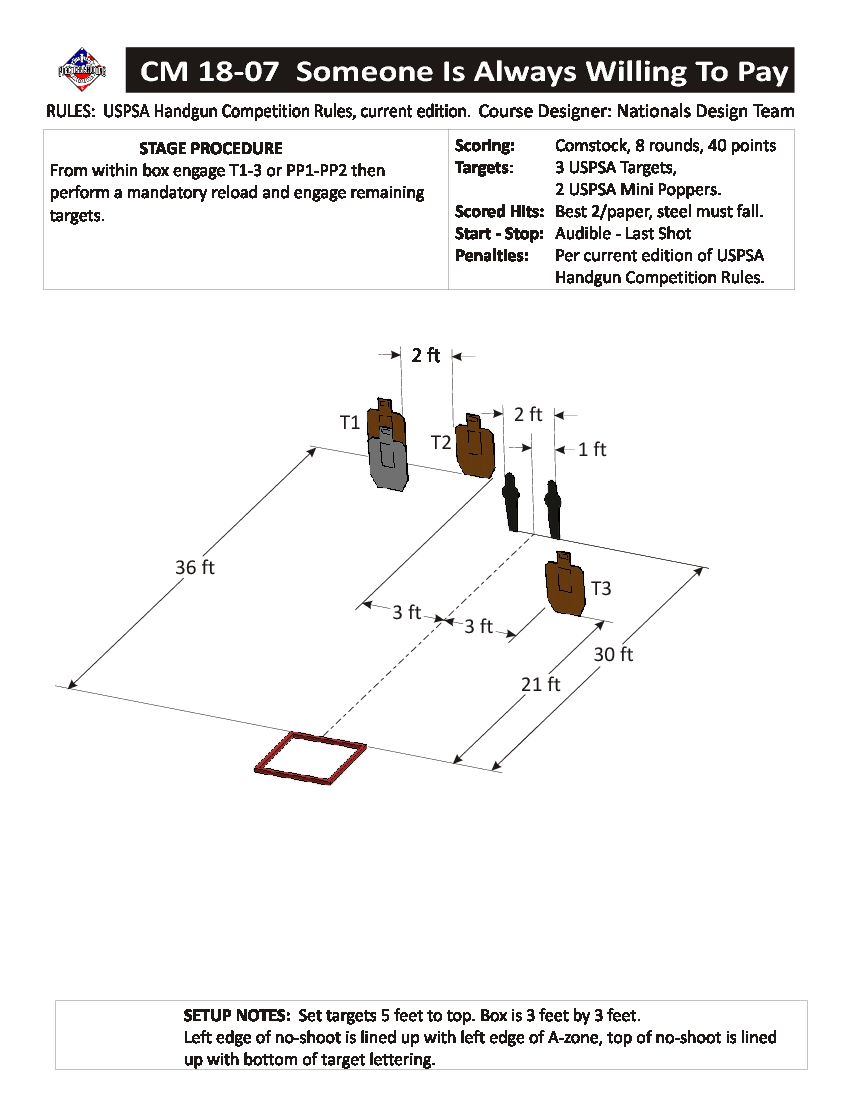 CM 18-07 Someone Is Always Willing To Pay
RULES: USPSA Handgun Competition Rules, current edition. Course Designer: Nationals Design Team
STAGE PROCEDURE
From within box engage T1-3 or PP1-PP2 then
perform a mandatory reload and engage remaining
targets.
Scoring: Comstock, 8 rounds, 40 points
Targets: 3 USPSA Targets,
2 USPSA Mini Poppers.
Scored Hits: Best 2/paper, steel must fall.
Start - Stop: Audible - Last Shot
Penalties: Per current edition of USPSA
Handgun Competition Rules.
2 ft
T1
2 ft
T2
1 ft
36 ft
T3
3 ft
3 ft
30 ft
21 ft
SETUP NOTES: Set targets 5 feet to top. Box is 3 feet by 3 feet.
Left edge of no-shoot is lined up with left edge of A-zone, top of no-shoot is lined
up with bottom of target lettering.